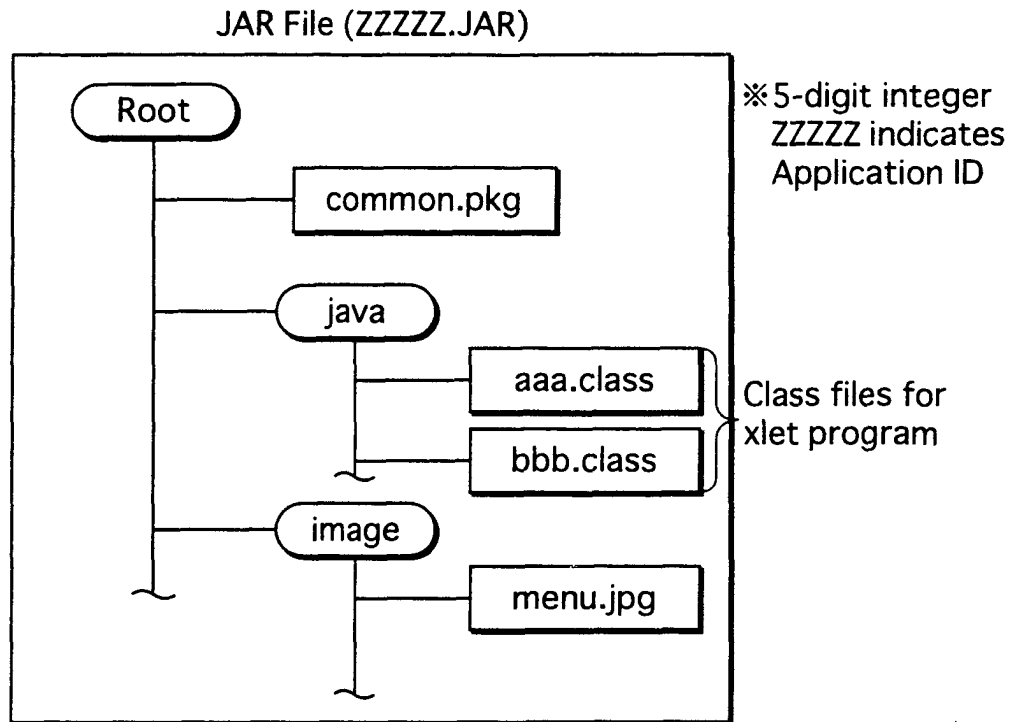 JAR File (ZZZZZ.JAR)
Root
※5-digit integer
ZZZZZ indicates
Application ID
common.pkg
java
aaa.class
bbb.class
Class files for
xlet program
image
menu.jpg